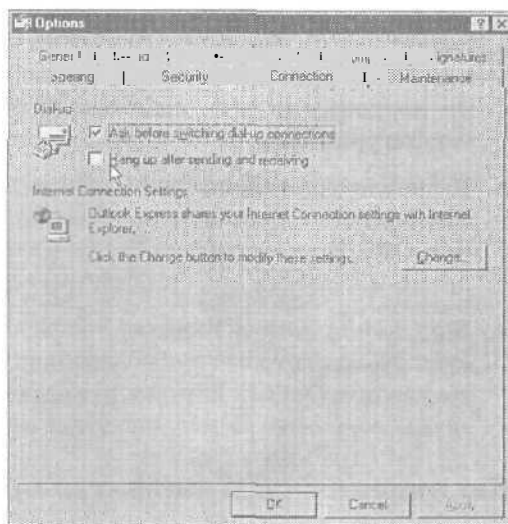 Options
General
Signatures
Spelling Security Connection Maintenance
Dial-up
Ask before switching dial-up connections
Hang up after sending and receiving
Internet Connection Settings
Outlook Express shares your Internet Connection settings with Internet
Explorer.
Click the Change button to modify these settings.
Change...
OK Cancel Apply